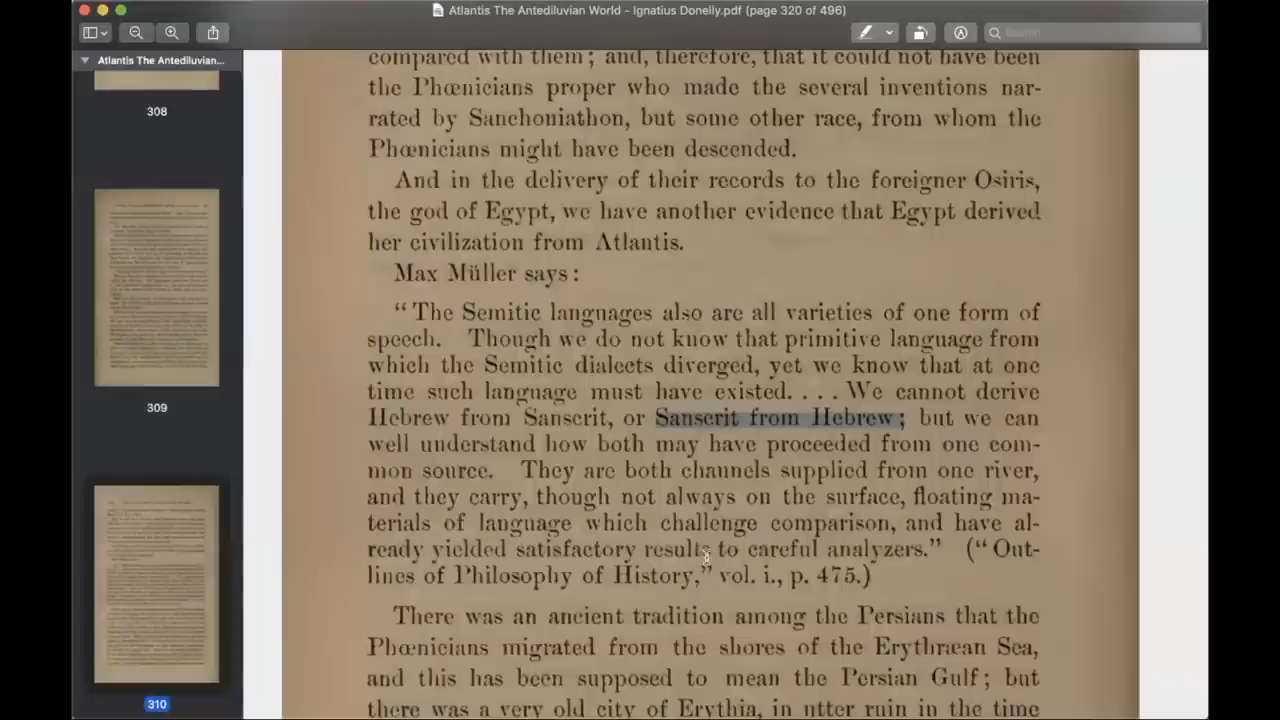 Atlantis The Antediluvian World - Ignatius Donelly.pdf (page 320 of 496)
Search
Atlantis The Antediluvian...
308
309
310
compared with them; and, therefore, that it could not have been
the Phœnicians proper who made the several inventions nar-
rated by Sanchoniathon, but some other race, from whom the
Phœnicians might have been descended.
And in the delivery of their records to the foreigner Osiris,
the god of Egypt, we have another evidence that Egypt derived
her civilization from Atlantis.
Max Müller says:
“The Semitic languages also are all varieties of one form of
speech. Though we do not know that primitive language from
which the Semitic dialects diverged, yet we know that at one
time such language must have existed.... We cannot derive
Hebrew from Sanscrit, or Sanscrit from Hebrew; but we can
well understand how both may have proceeded from one com-
mon source. They are both channels supplied from one river,
and they carry, though not always on the surface, floating ma-
terials of language which challenge comparison, and have al-
ready yielded satisfactory results to careful analyzers.” (“Out-
lines of Philosophy of History,” vol. i., p. 475.)
There was an ancient tradition among the Persians that the
Phœnicians migrated from the shores of the Erythræan Sea,
and this has been supposed to mean the Persian Gulf; but
there was a very old city of Erythia, in utter ruin in the time